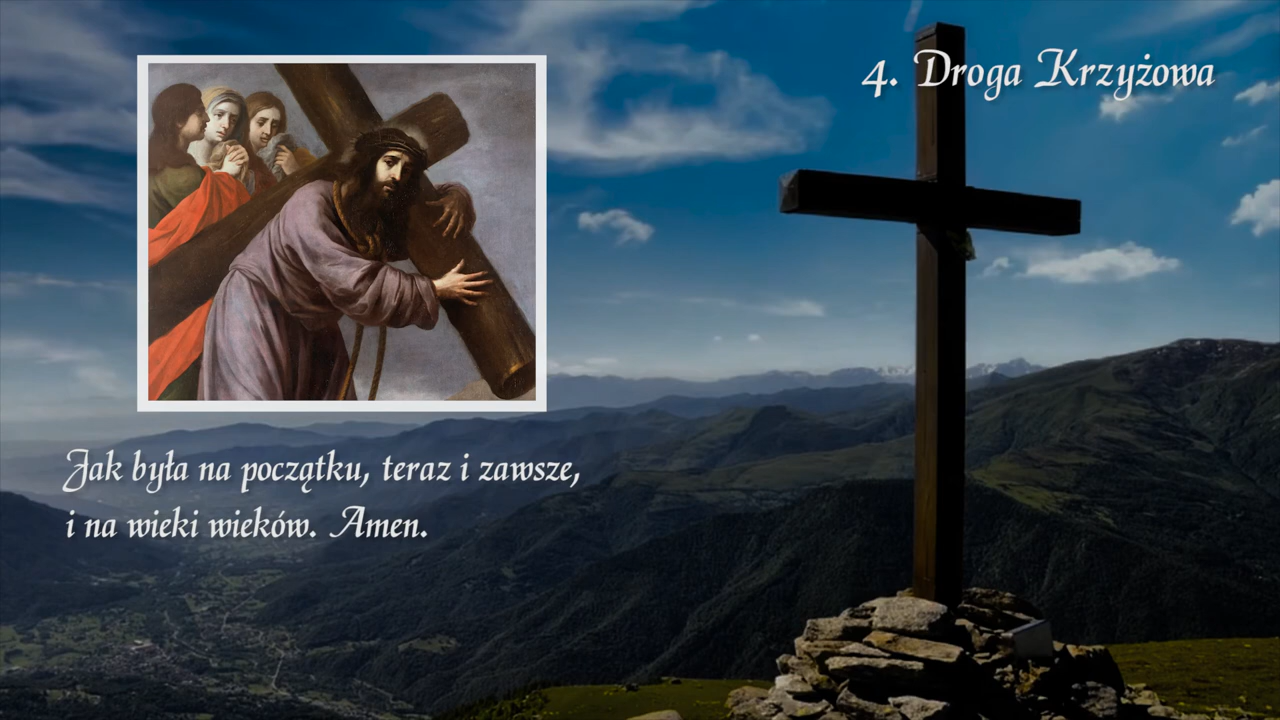 4. Droga Krzyżowa
Jak była na początku, teraz i zawsze,
i na wieki wieków. Amen.